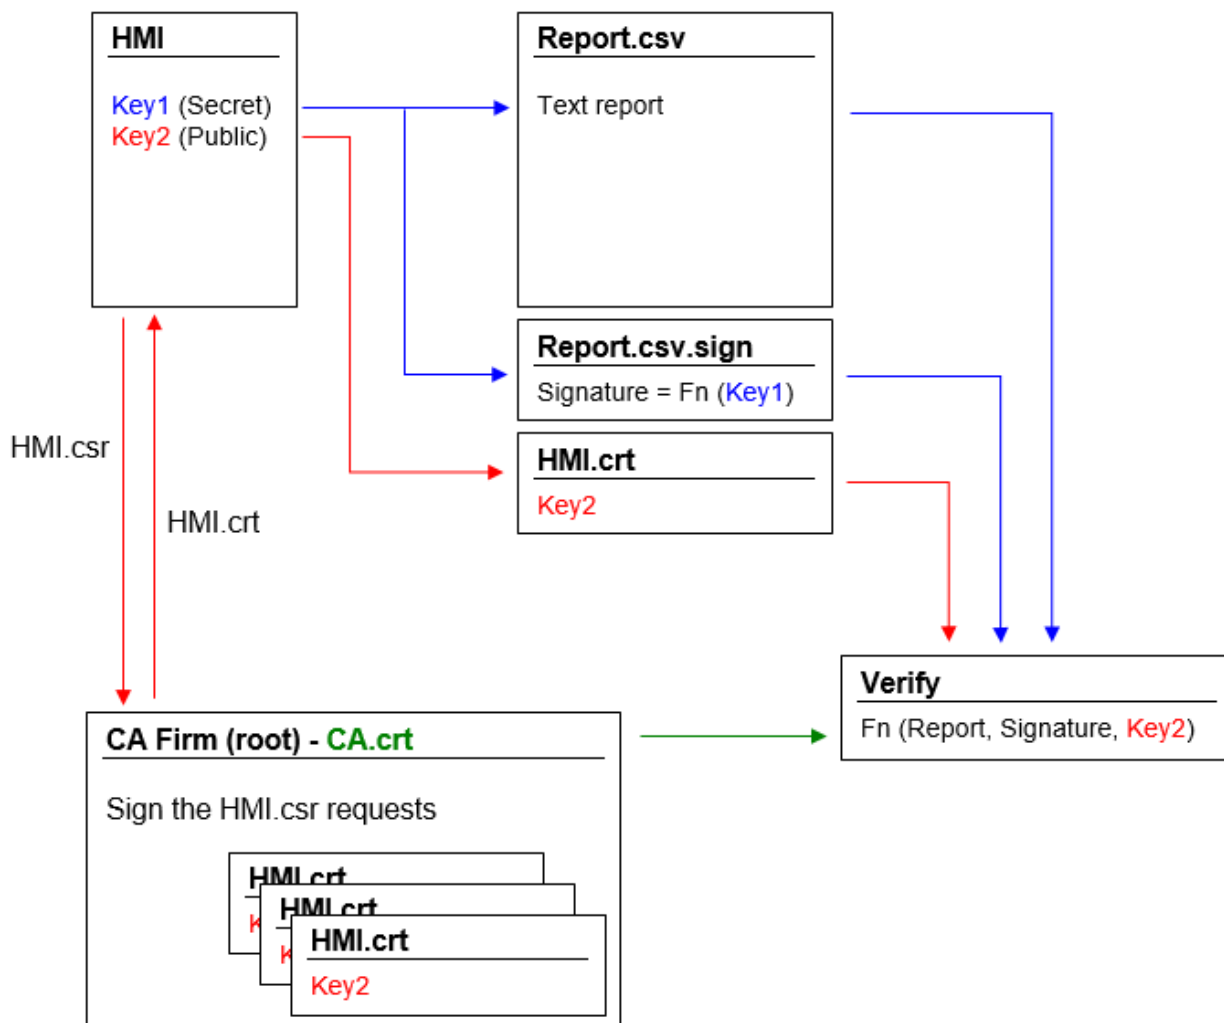 HMI
Key1 (Secret)
Key2 (Public)
Report.csv
Text report
Report.csv.sign
Signature = Fn (Key1)
HMI.crt
Key2
HMI.csr
HMI.crt
Verify
Fn (Report, Signature, Key2)
CA Firm (root) - CA.crt
Sign the HMI.csr requests
HMI.crt
K
HMI.crt
K
HMI.crt
Key2